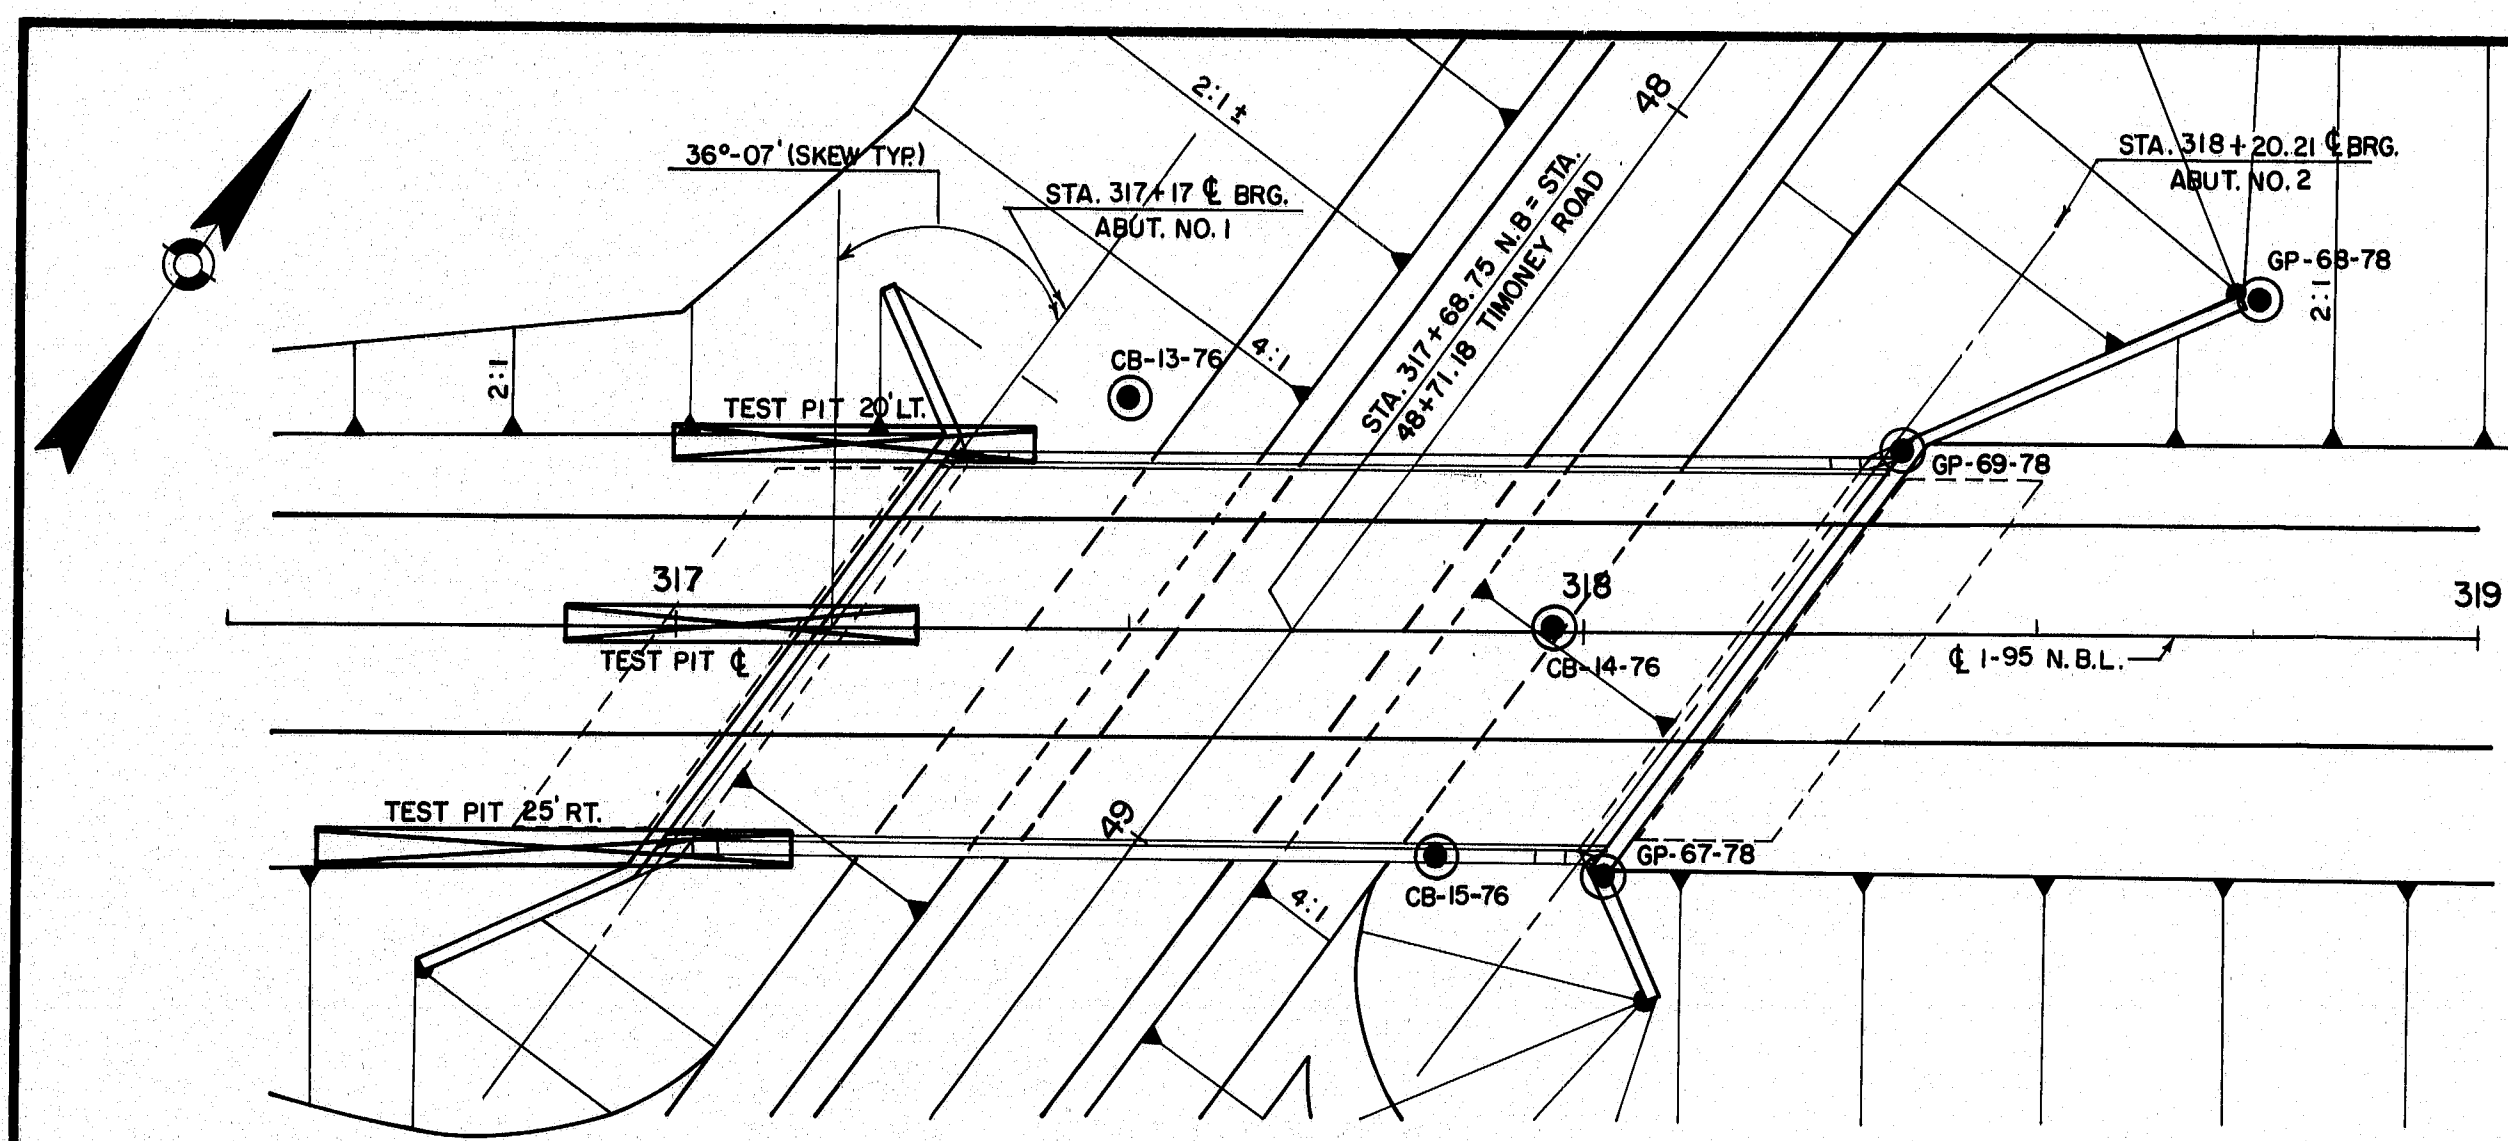 2:1+
48
36°-07' (SKEW TYP.)
STA. 317+17 ℄ BRG.
ABUT. NO. 1
STA. 317+68.75 N.B = STA.
48+71.18 TIMONEY ROAD
STA. 318+20.21 ℄ BRG.
ABUT. NO. 2
GP-68-78
2:1
2:1
CB-13-76
4:1
TEST PIT 20' LT.
GP-69-78
317
318
319
TEST PIT ℄
CB-14-76
℄ I-95 N.B.L.
TEST PIT 25' RT.
49
GP-67-78
CB-15-76
4:1